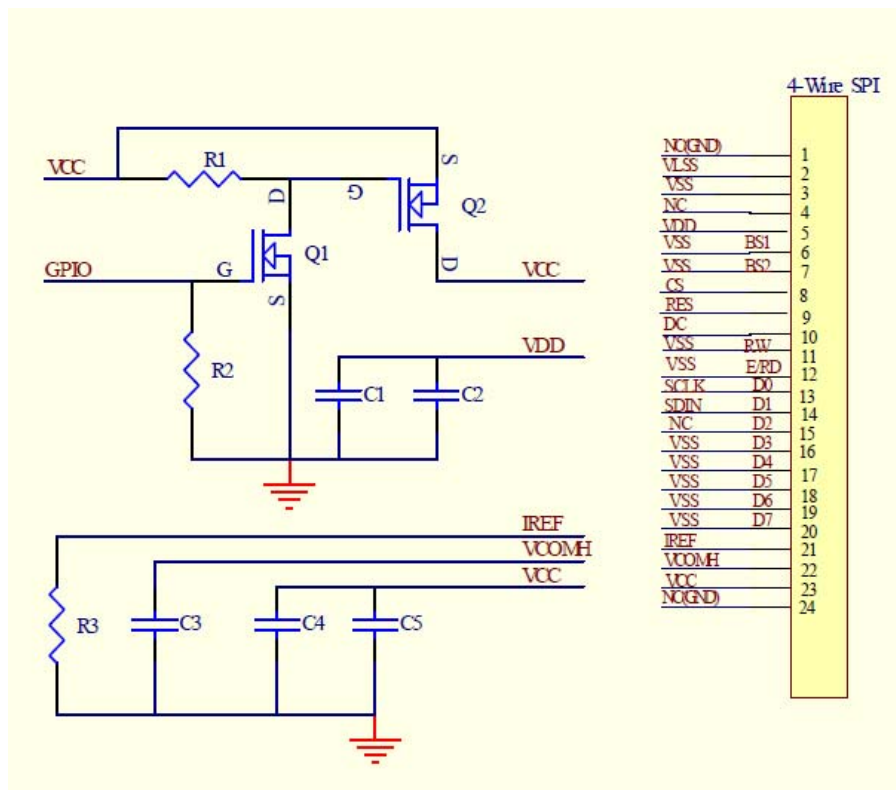 4-Wire SPI
VCC
R1
D
G
S
Q2
D
VCC
GPIO
G
Q1
S
R2
VDD
C1
C2
IREF
VCOMH
VCC
R3
C3
C4
C5
NC(GND) 1
VLSS 2
VSS 3
NC 4
VDD 5
VSS BS1 6
VSS BS2 7
CS 8
RES 9
DC 10
VSS R.W 11
VSS E/RD 12
SCLK D0 13
SDIN D1 14
NC D2 15
VSS D3 16
VSS D4 17
VSS D5 18
VSS D6 19
VSS D7 20
IREF 21
VCOMH 22
VCC 23
NC(GND) 24